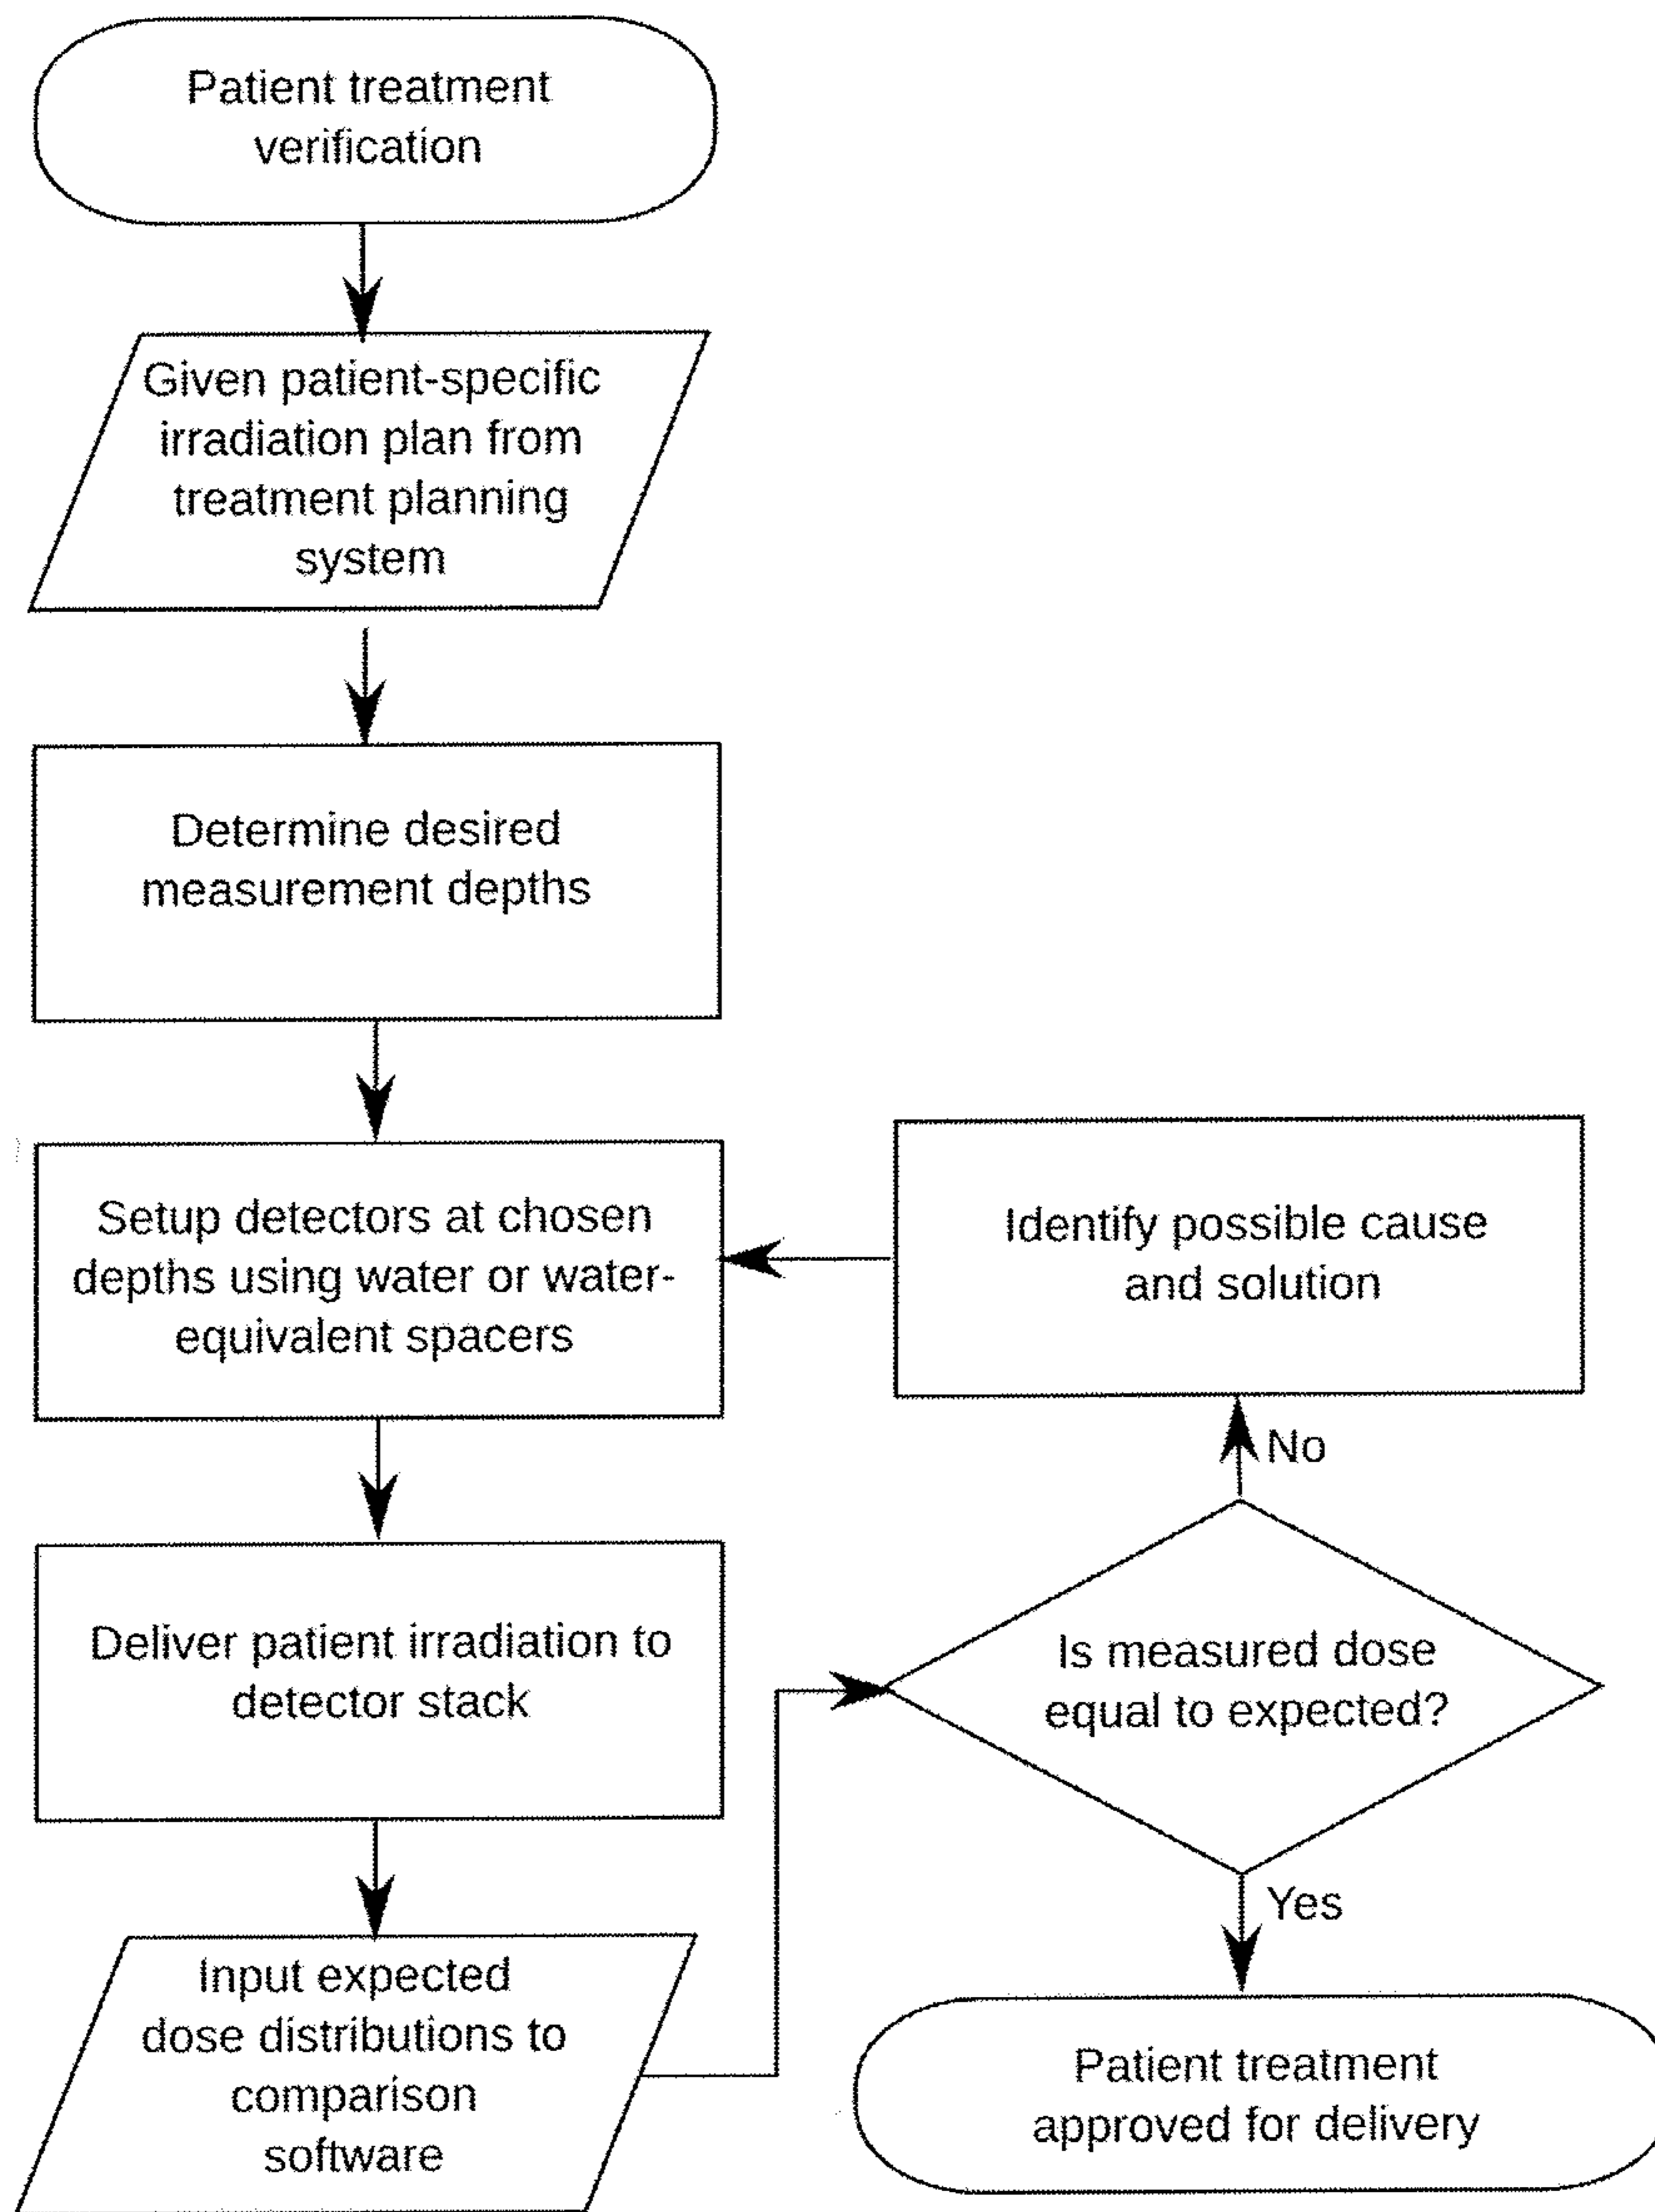 Patient treatment
verification
Given patient-specific
irradiation plan from
treatment planning
system
Determine desired
measurement depths
Setup detectors at chosen
depths using water or water-
equivalent spacers
Deliver patient irradiation to
detector stack
Input expected
dose distributions to
comparison
software
Identify possible cause
and solution
No
Is measured dose
equal to expected?
Yes
Patient treatment
approved for delivery